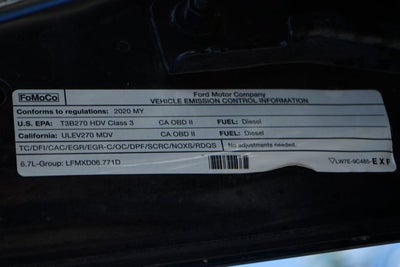 FoMoCo
Ford Motor Company
VEHICLE EMISSION CONTROL INFORMATION
Conforms to regulations: 2020 MY
U.S. EPA: T3B270 HDV Class 3 CA OBD II FUEL: Diesel
California: ULEV270 MDV CA OBD II FUEL: Diesel
TC/DFI/CAC/EGR/EGR-C/OC/DPF/SCRC/NOXS/RDQS No adjustments needed.
6.7L-Group: LFMXD06.771D LW7E-9C485-EXF